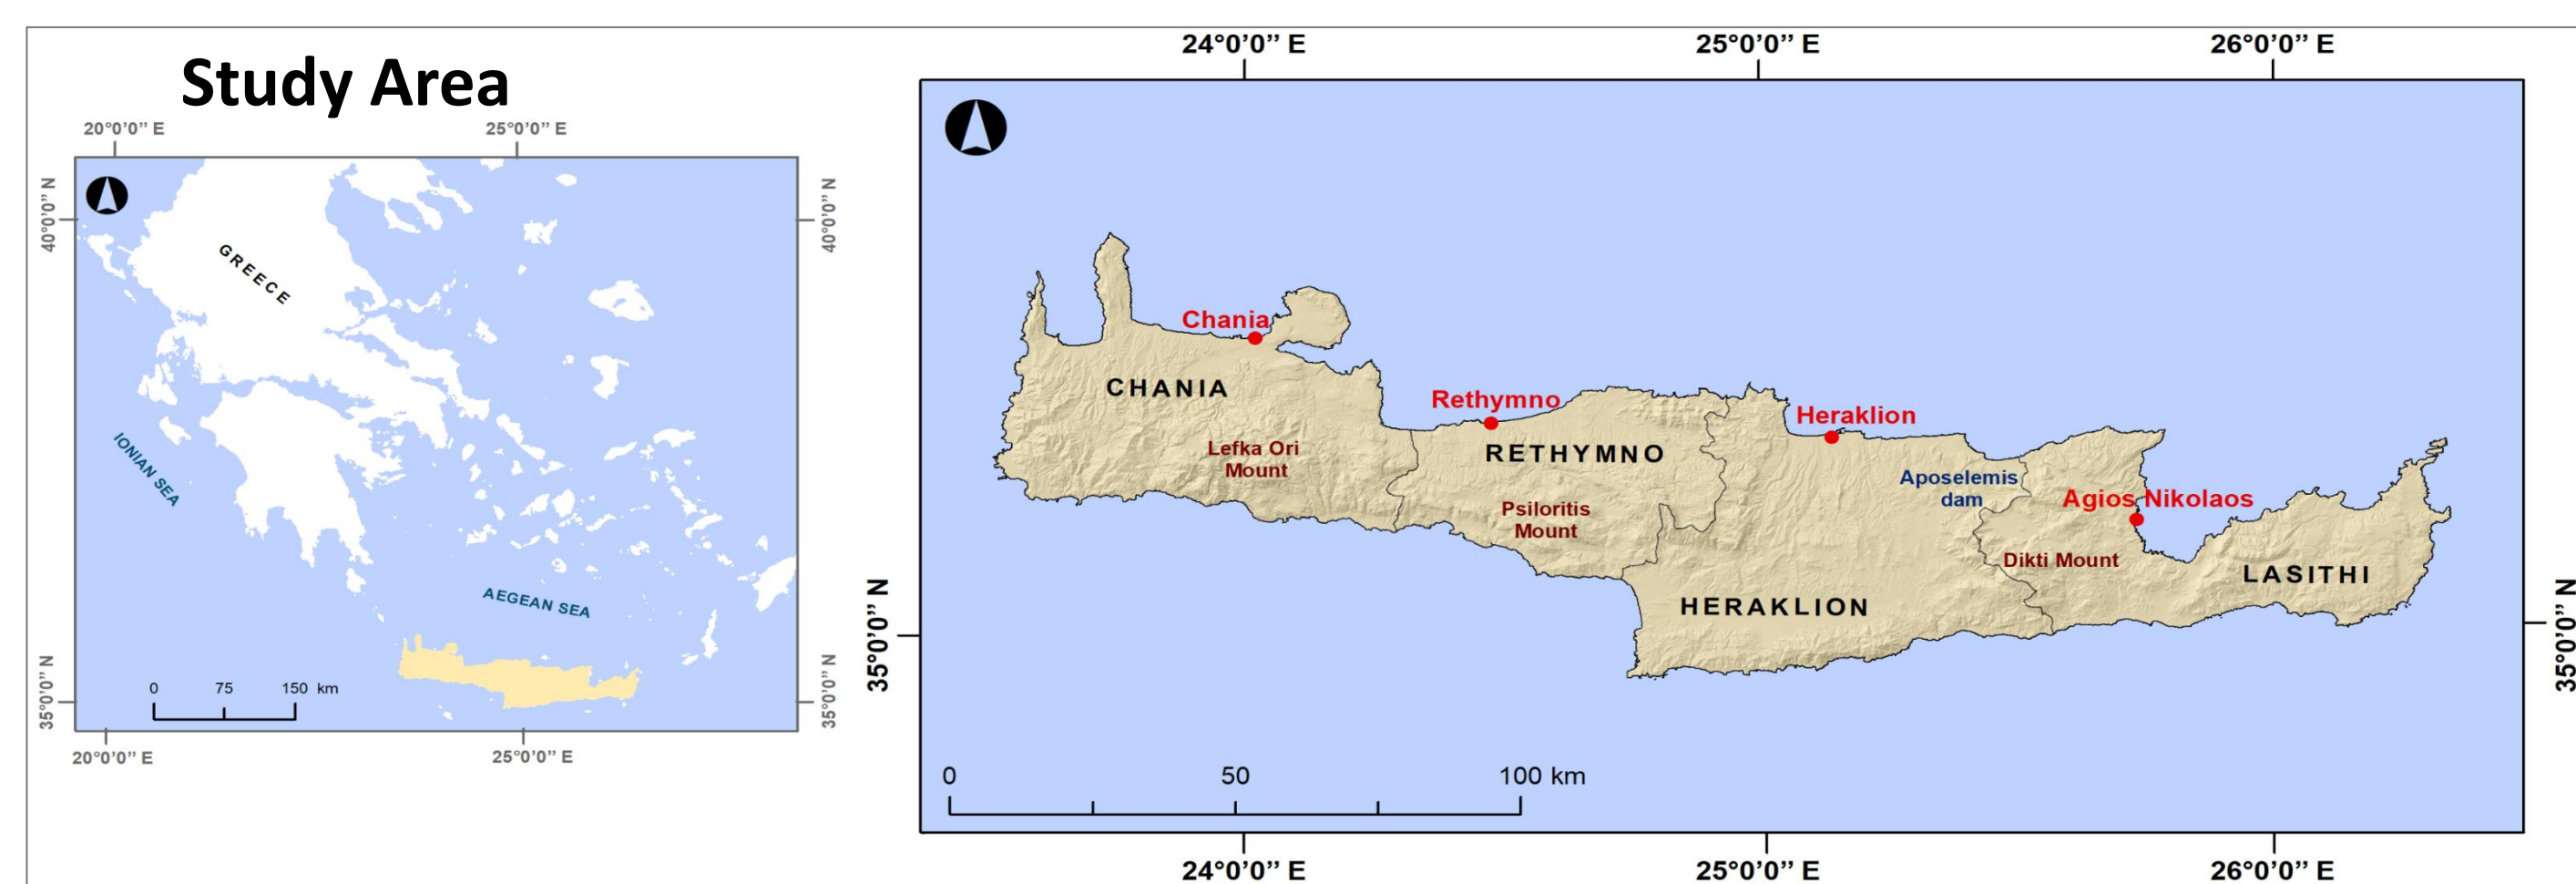 Study Area
20°0'0'' E
25°0'0'' E
40°0'0'' N
40°0'0'' N
GREECE
IONIAN SEA
AEGEAN SEA
0 75 150 km
35°0'0'' N
35°0'0'' N
20°0'0'' E
25°0'0'' E
24°0'0'' E
25°0'0'' E
26°0'0'' E
Chania
CHANIA
Rethymno
Heraklion
Lefka Ori
Mount
RETHYMNO
Aposelemis
dam
Agios Nikolaos
Psiloritis
Mount
Dikti Mount
LASITHI
HERAKLION
35°0'0'' N
35°0'0'' N
0 50 100 km
24°0'0'' E
25°0'0'' E
26°0'0'' E